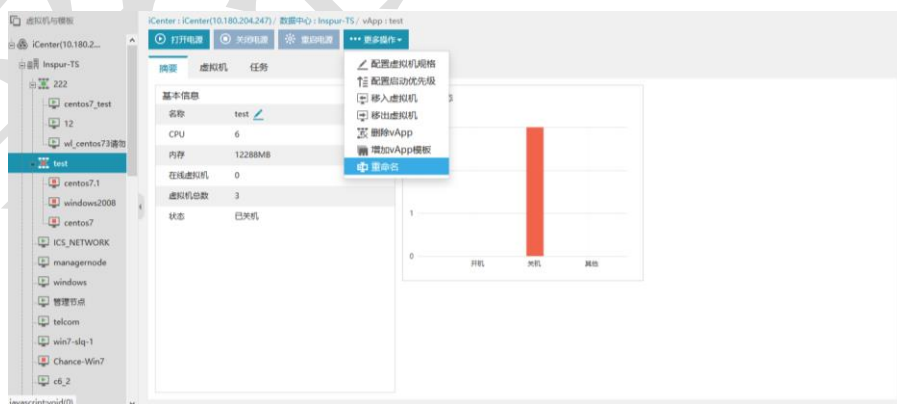 虚拟机与模板
iCenter : iCenter(10.180.204.247) / 数据中心 : Inspur-TS / vApp : test
iCenter(10.180.2...
Inspur-TS
222
centos7_test
12
wl_centos73请勿
test
centos7.1
windows2008
centos7
ICS_NETWORK
managernode
windows
管理节点
telcom
win7-slq-1
Chance-Win7
c6_2
javascript:void(0)
打开电源 关闭电源 重启电源 更多操作
摘要 虚拟机 任务
配置虚拟机规格
配置启动优先级
移入虚拟机
移出虚拟机
删除vApp
增加vApp模板
重命名
基本信息
名称 test
CPU 6
内存 12288MB
在线虚拟机 0
虚拟机总数 3
状态 已关机
1
0
开机 关机 其他